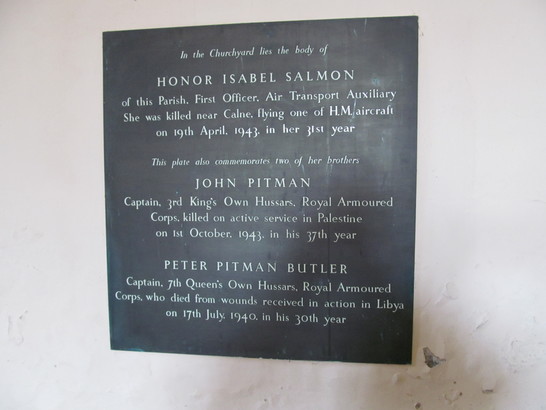 In the Churchyard lies the body of
HONOR ISABEL SALMON
of this Parish, First Officer, Air Transport Auxiliary
She was killed near Calne, flying one of H.M. aircraft
on 19th April, 1943, in her 31st year
This plate also commemorates two of her brothers
JOHN PITMAN
Captain, 3rd King's Own Hussars, Royal Armoured
Corps, killed on active service in Palestine
on 1st October, 1943, in his 37th year
PETER PITMAN BUTLER
Captain, 7th Queen's Own Hussars, Royal Armoured
Corps, who died from wounds received in action in Libya
on 17th July, 1940, in his 30th year